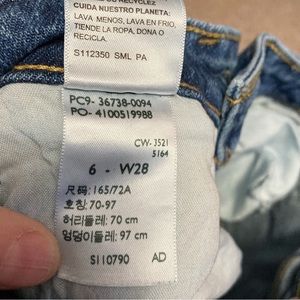 CUIDA NUESTRO PLANETA:
LAVA MENOS, LAVA EN FRIO,
TIENDE LA ROPA, DONA O
RECICLA.
S112350 SML PA
PC9- 36738-0094
PO- 4100519988
CW-3521
5164
6 - W28
尺码: 165/72A
호칭: 70-97
허리둘레: 70 cm
엉덩이둘레: 97 cm
S110790 AD